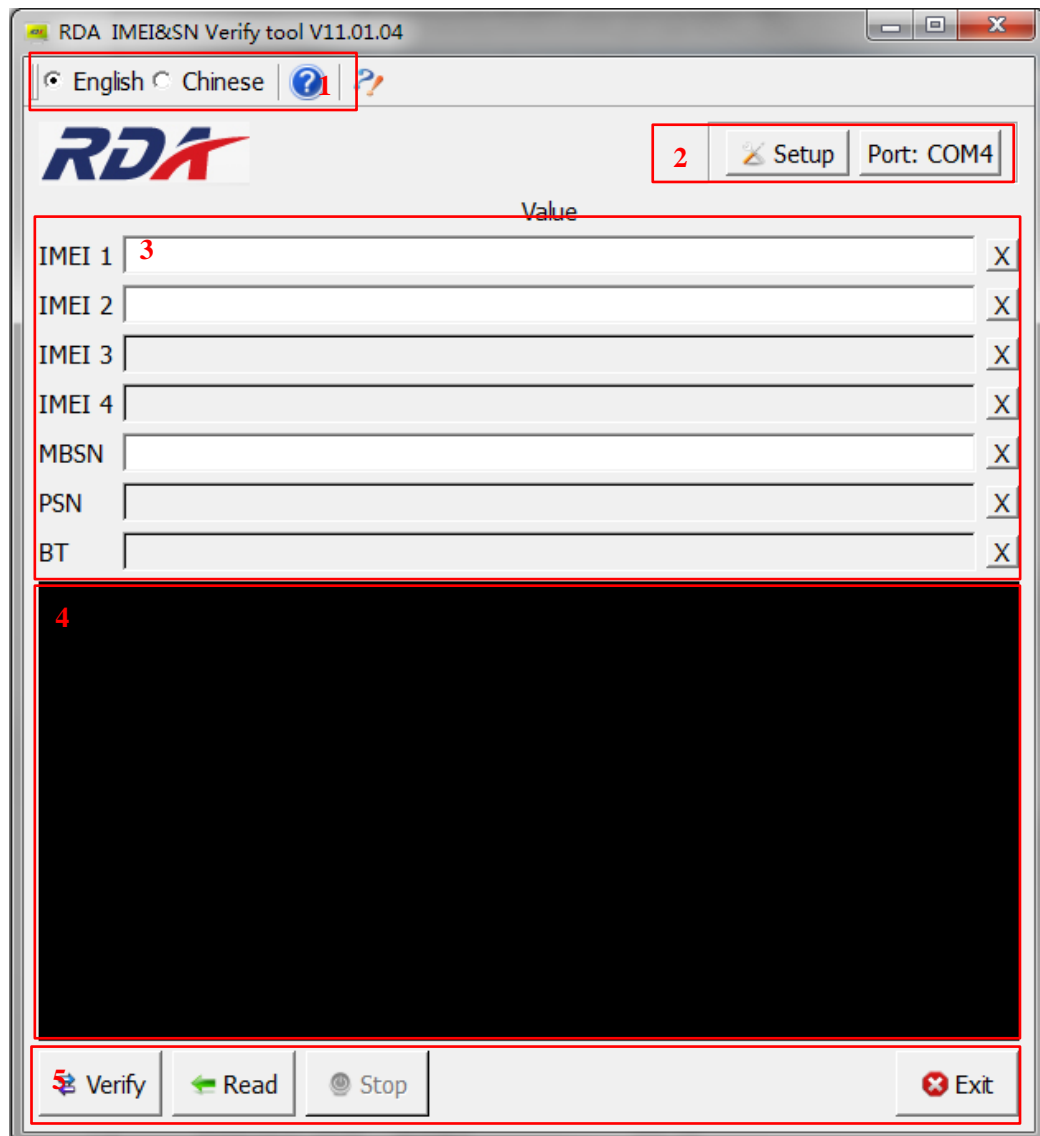 RDA IMEI&SN Verify tool V11.01.04
English Chinese ? 1 ?!
RDA
2 Setup Port: COM4
Value
IMEI 1 3 X
IMEI 2 X
IMEI 3 X
IMEI 4 X
MBSN X
PSN X
BT X
4
5 Verify Read Stop Exit